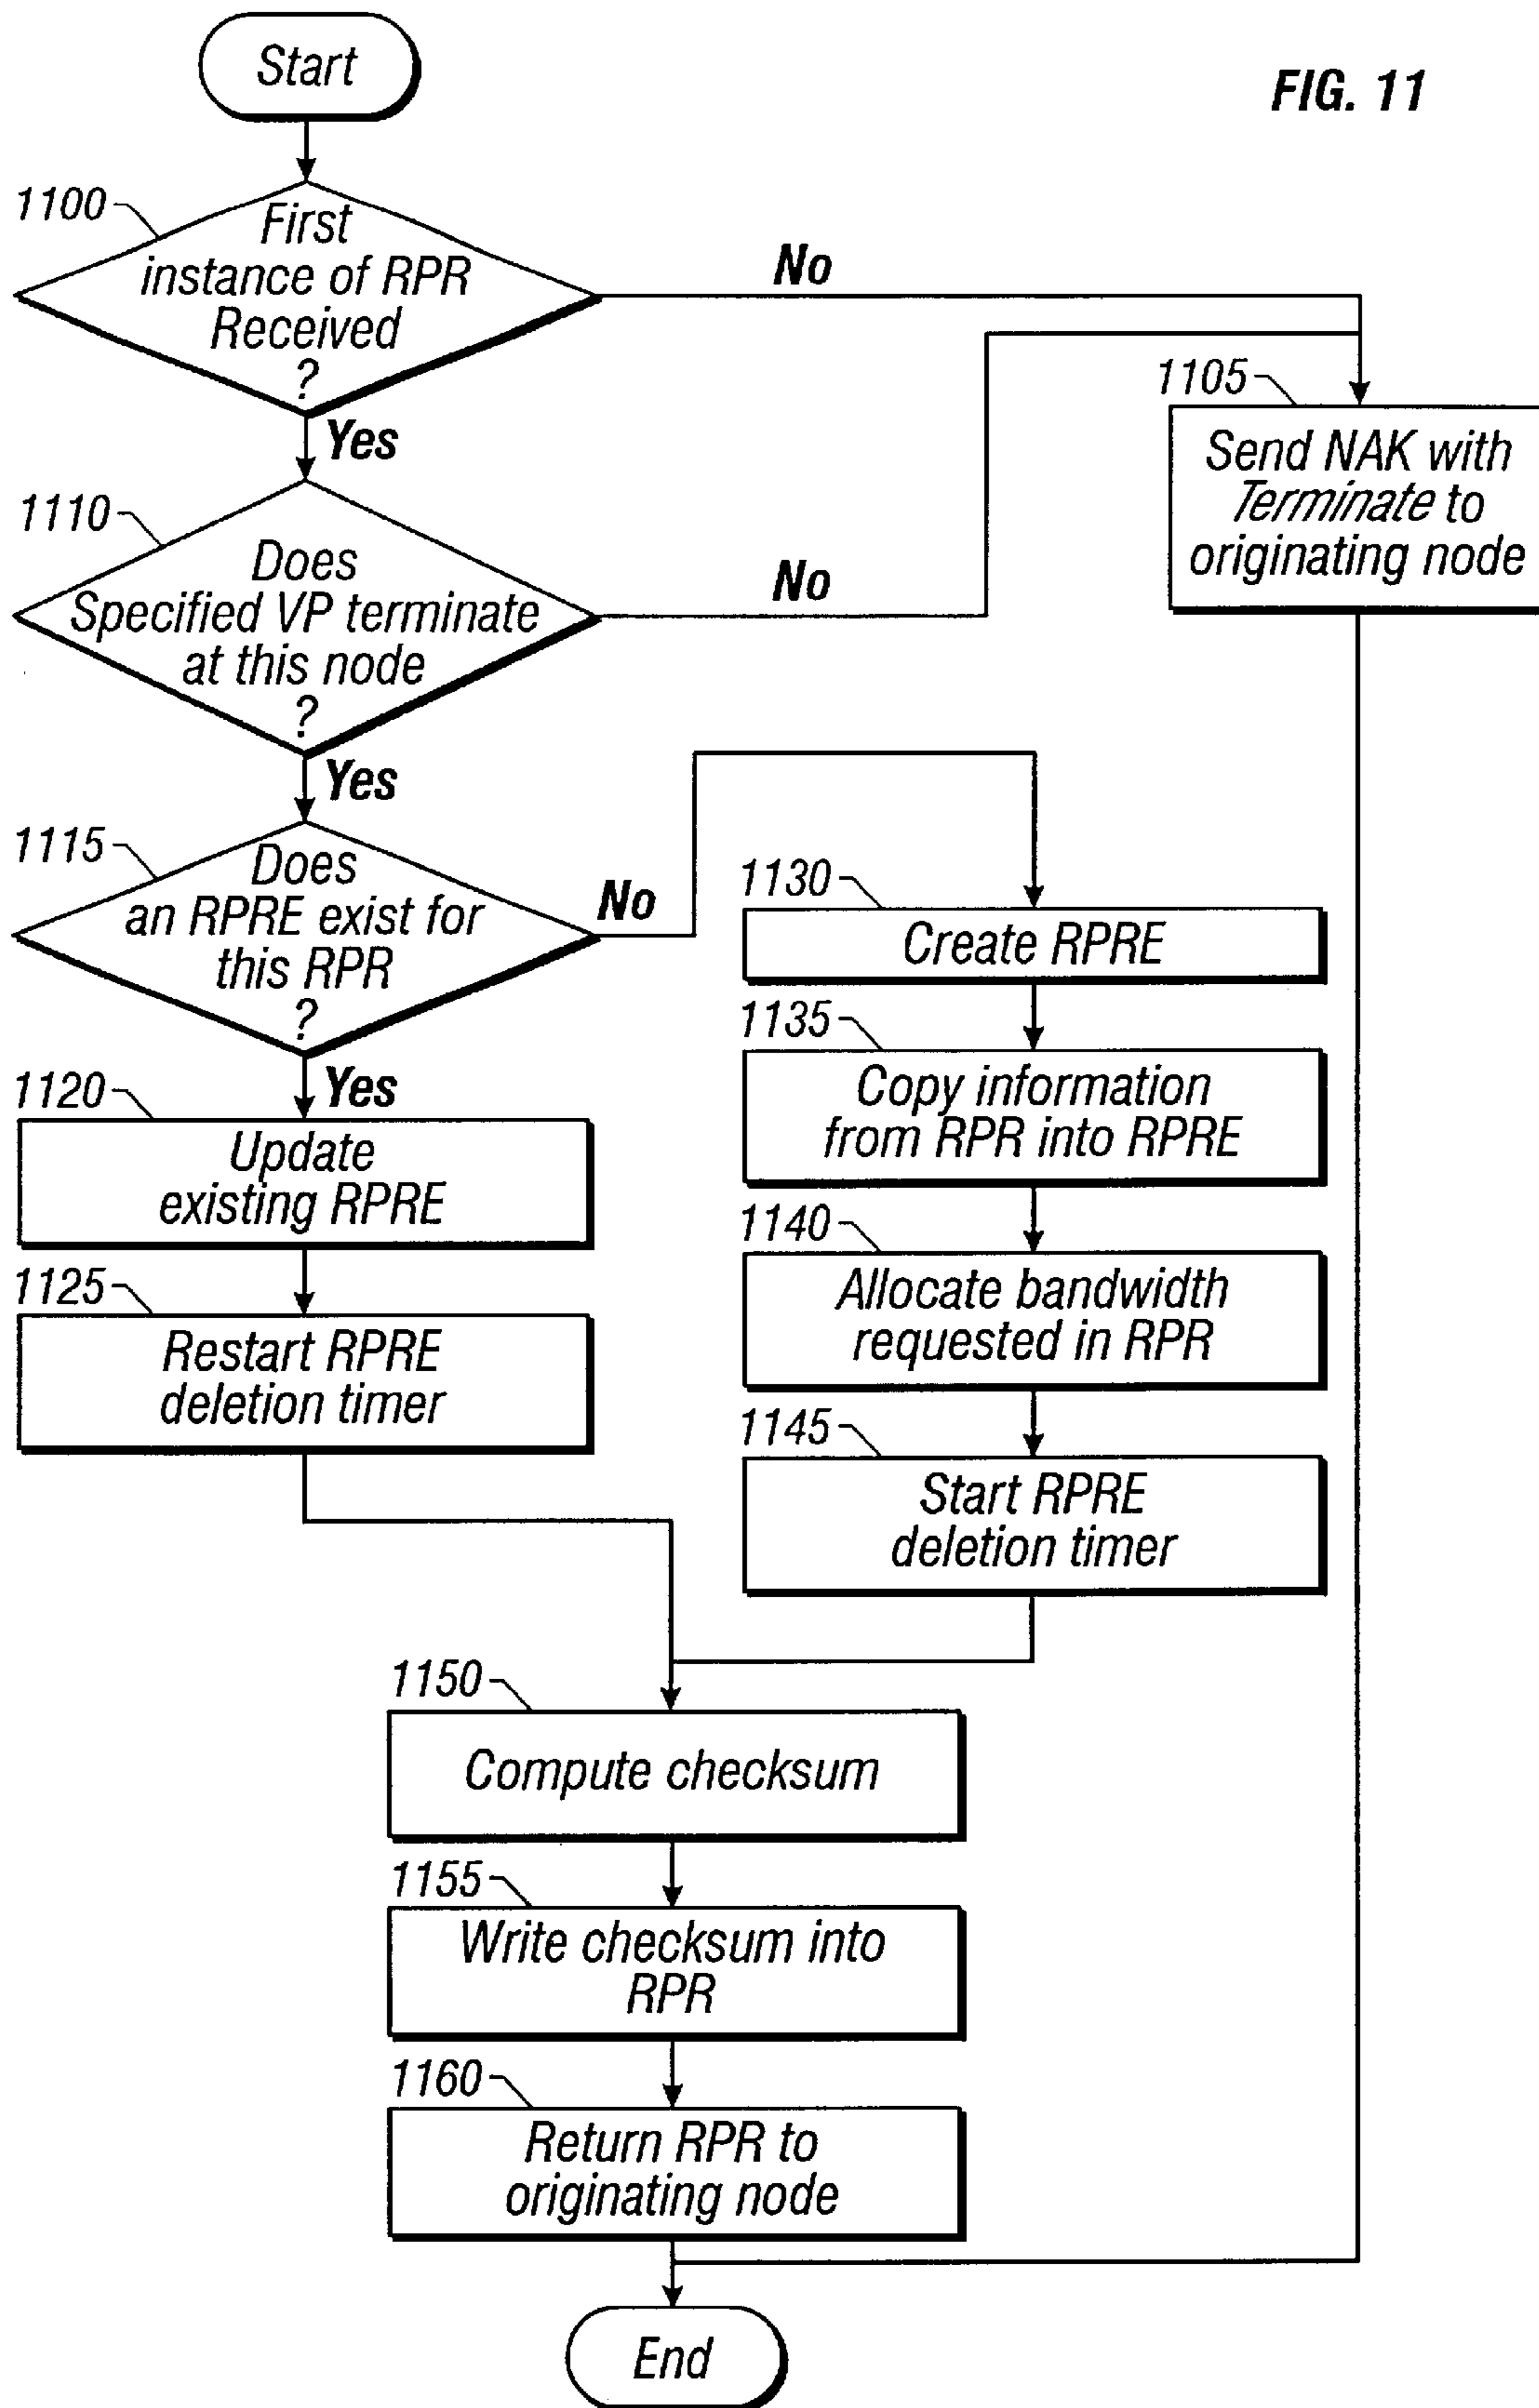 Start
FIG. 11
1100
First
instance of RPR
Received
?
No
Yes
1105
Send NAK with
Terminate to
originating node
1110
Does
Specified VP terminate
at this node
?
No
Yes
1115
Does
an RPRE exist for
this RPR
?
No
Yes
1120
Update
existing RPRE
1125
Restart RPRE
deletion timer
1130
Create RPRE
1135
Copy information
from RPR into RPRE
1140
Allocate bandwidth
requested in RPR
1145
Start RPRE
deletion timer
1150
Compute checksum
1155
Write checksum into
RPR
1160
Return RPR to
originating node
End